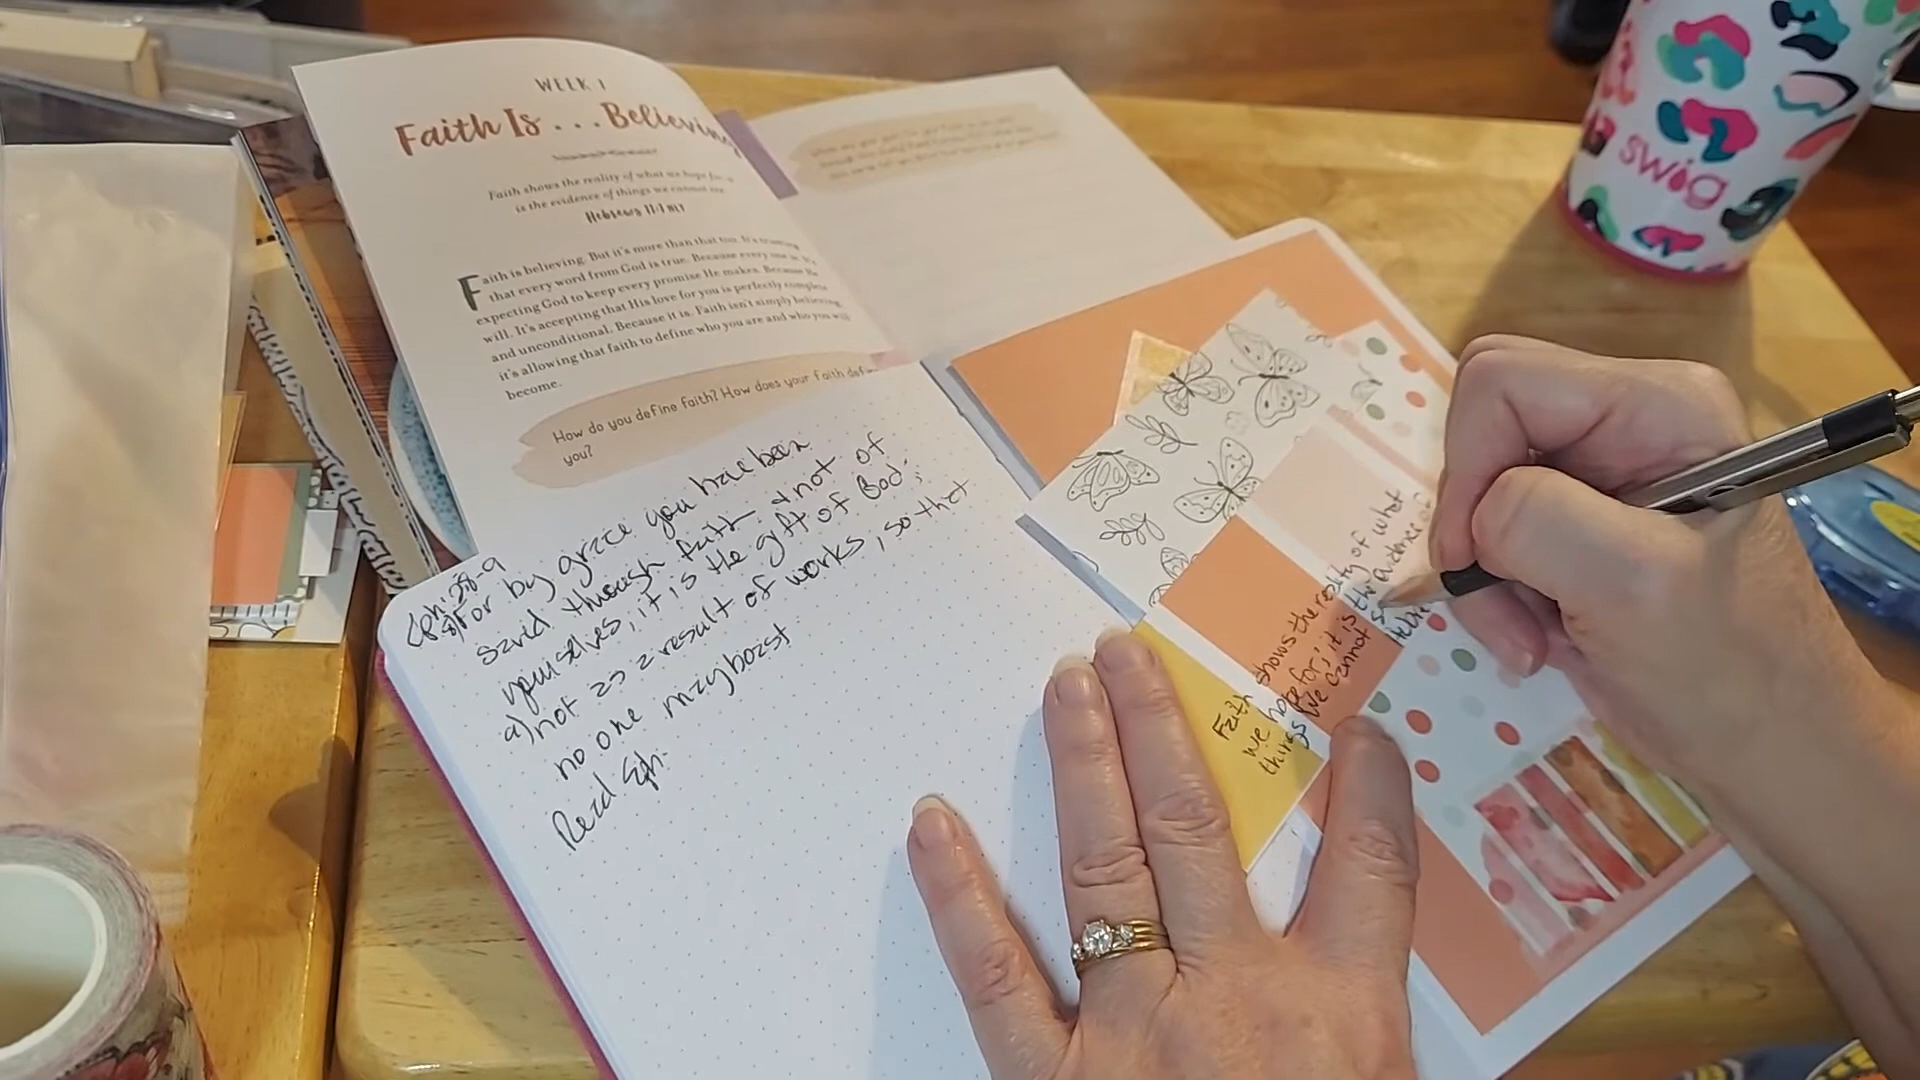 WEEK 1
Faith Is . . . Believing
Faith shows the reality of what we hope for
is the evidence of things we cannot see
Hebrews 11:1 NLT
Faith is believing. But it's more than that too. It's trusting
that every word from God is true. Because every one is. It's
expecting God to keep every promise He makes. Because He
will. It's accepting that His love for you is perfectly complete
and unconditional. Because it is. Faith isn't simply believing,
it's allowing that faith to define who you are and who you will
become.
How do you define faith? How does your faith def
you?
Eph. 2:8-9
8) For by grace you have been
saved through faith & not of
yourselves, it is the gift of God;
9) not as a result of works, so that
no one may boast
Read Eph.
Faith shows the reality of what
we hope for; it is the evidence of
things we cannot see
Hebre
swig